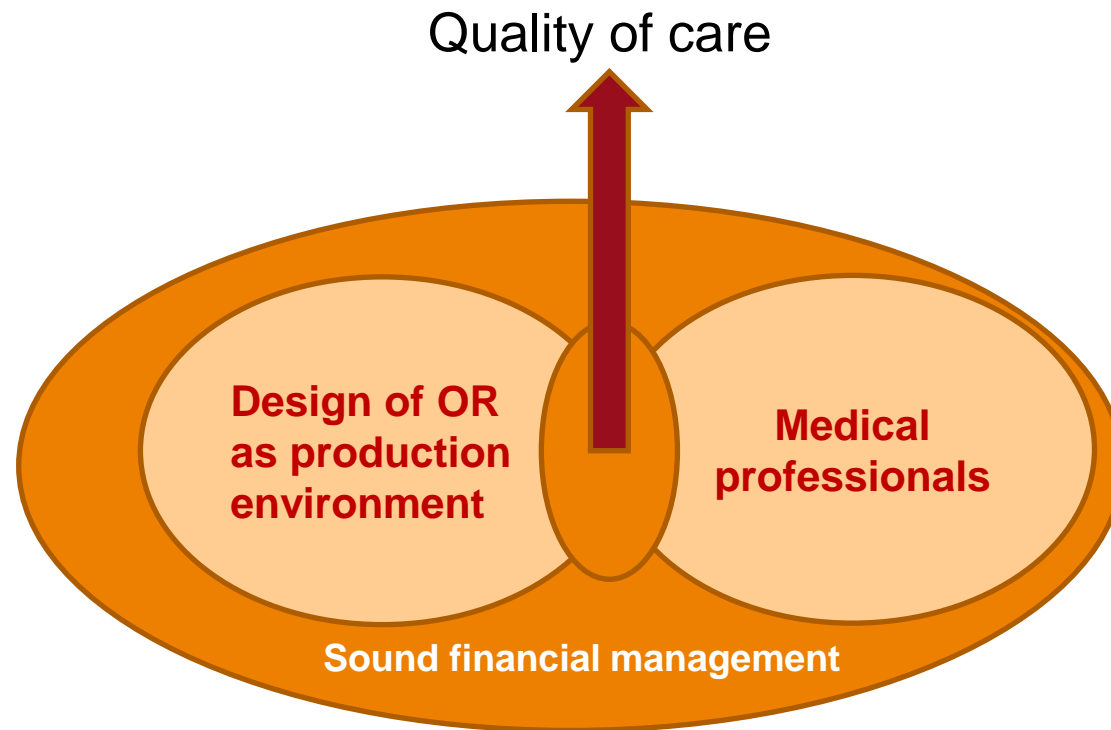 Quality of care
Design of OR
as production
environment
Medical
professionals
Sound financial management